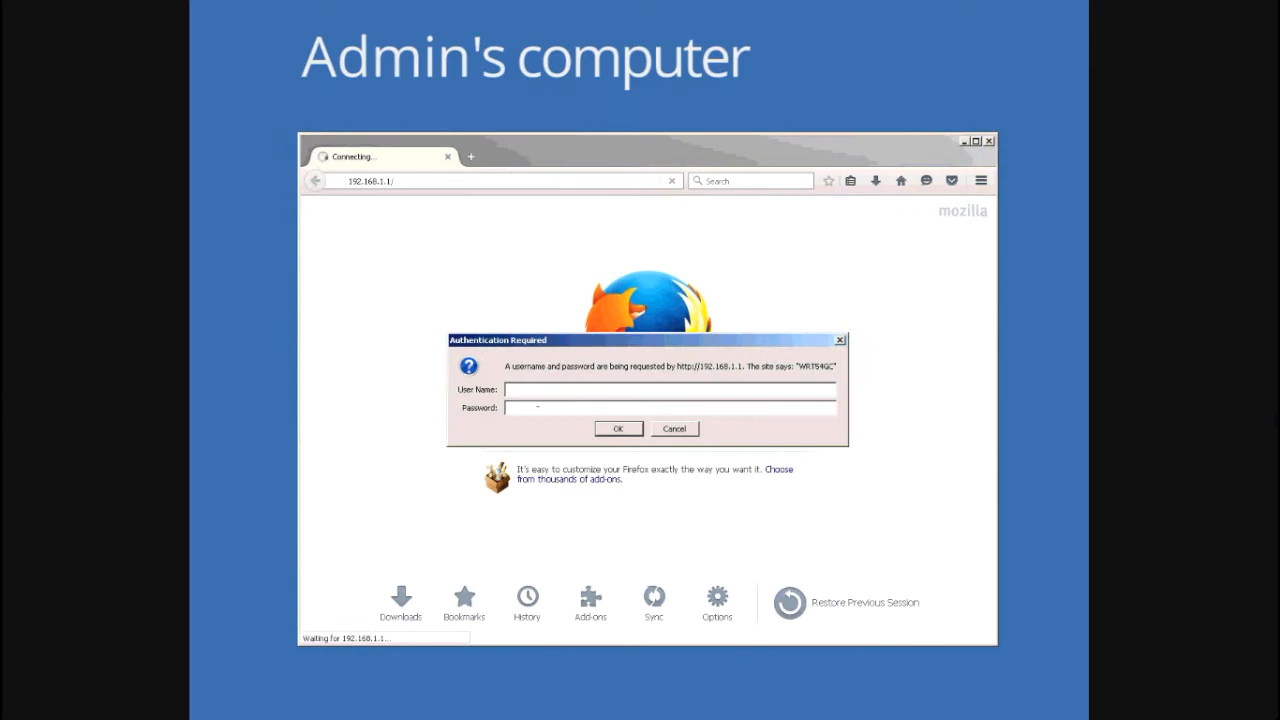 Admin's computer
Connecting...
192.168.1.1/
Search
mozilla
Authentication Required
A username and password are being requested by http://192.168.1.1. The site says: "WRT54GC"
User Name:
Password:
OK
Cancel
It's easy to customize your Firefox exactly the way you want it. Choose
from thousands of add-ons.
Downloads
Bookmarks
History
Add-ons
Sync
Options
Restore Previous Session
Waiting for 192.168.1.1...